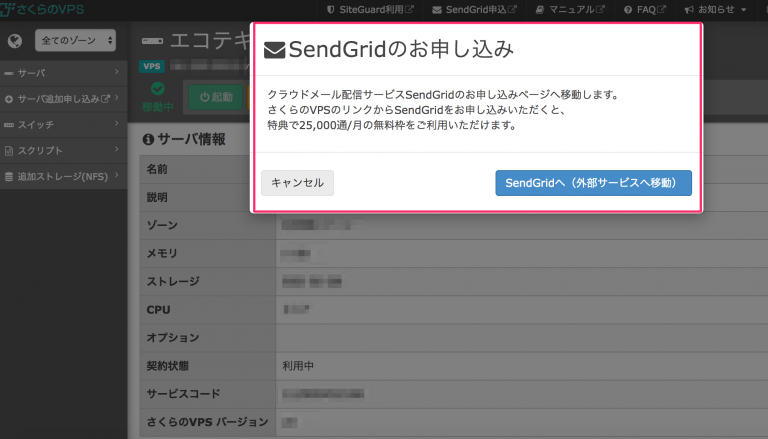 さくらのVPS
SiteGuard利用
SendGrid申込
マニュアル
FAQ
お知らせ
全てのゾーン
サーバ
サーバ追加申し込み
スイッチ
スクリプト
追加ストレージ(NFS)
エコテキ
VPS
稼働中
起動
SendGridのお申し込み
クラウドメール配信サービスSendGridのお申し込みページへ移動します。
さくらのVPSのリンクからSendGridをお申し込みいただくと、
特典で25,000通/月の無料枠をご利用いただけます。
キャンセル
SendGridへ（外部サービスへ移動）
サーバ情報
名前
説明
ゾーン
メモリ
ストレージ
CPU
オプション
契約状態 利用中
サービスコード
さくらのVPS バージョン